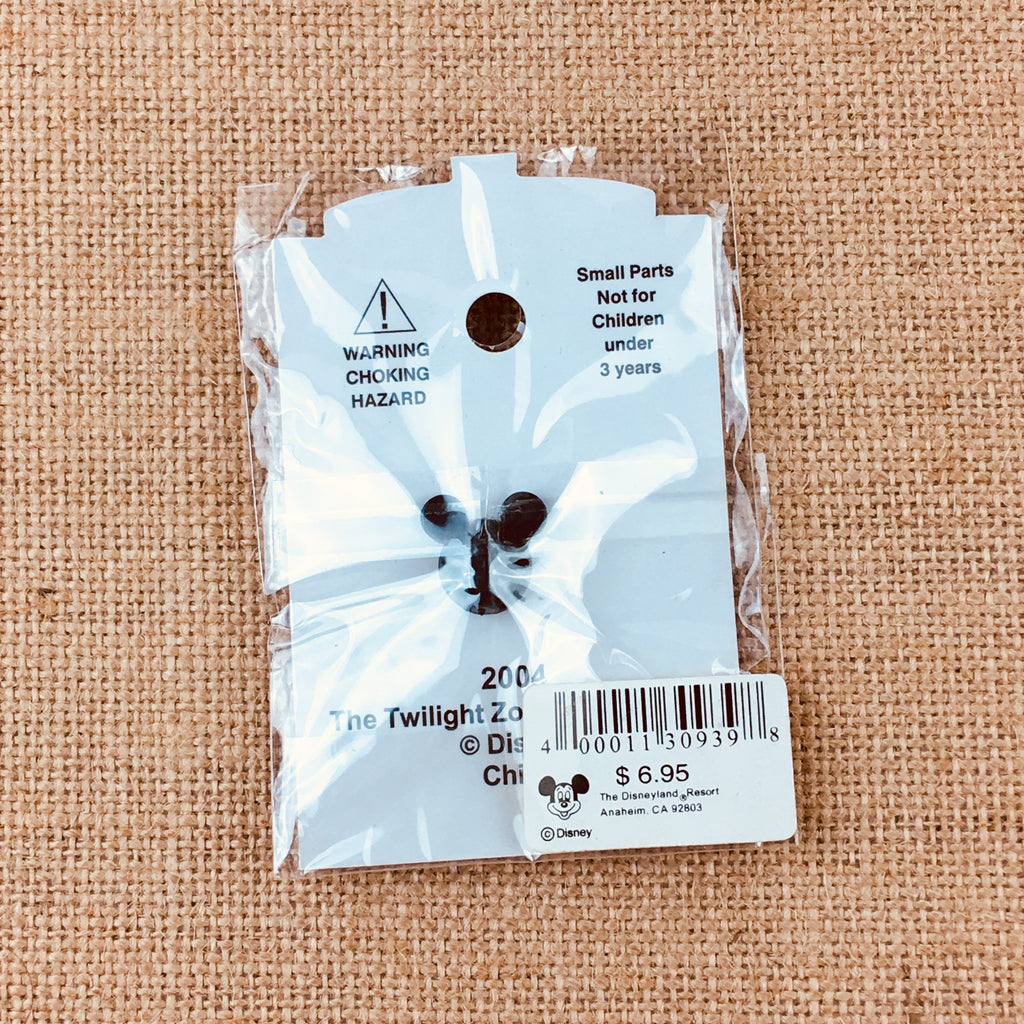 WARNING
CHOKING
HAZARD
Small Parts
Not for
Children
under
3 years
2004
The Twilight Zo
© Dis
Chi
4 00011 30939 8
$ 6.95
The Disneyland® Resort
Anaheim. CA 92803
© Disney